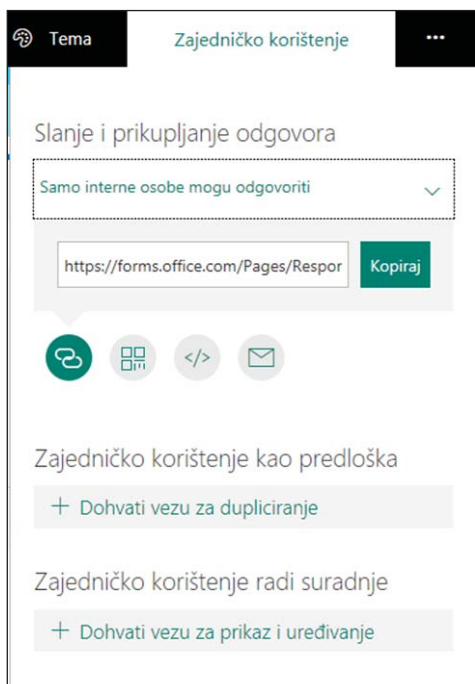 Tema
Zajedničko korištenje
...
Slanje i prikupljanje odgovora
Samo interne osobe mogu odgovoriti
https://forms.office.com/Pages/Respor
Kopiraj
</>
Zajedničko korištenje kao predloška
+ Dohvati vezu za dupliciranje
Zajedničko korištenje radi suradnje
+ Dohvati vezu za prikaz i uređivanje